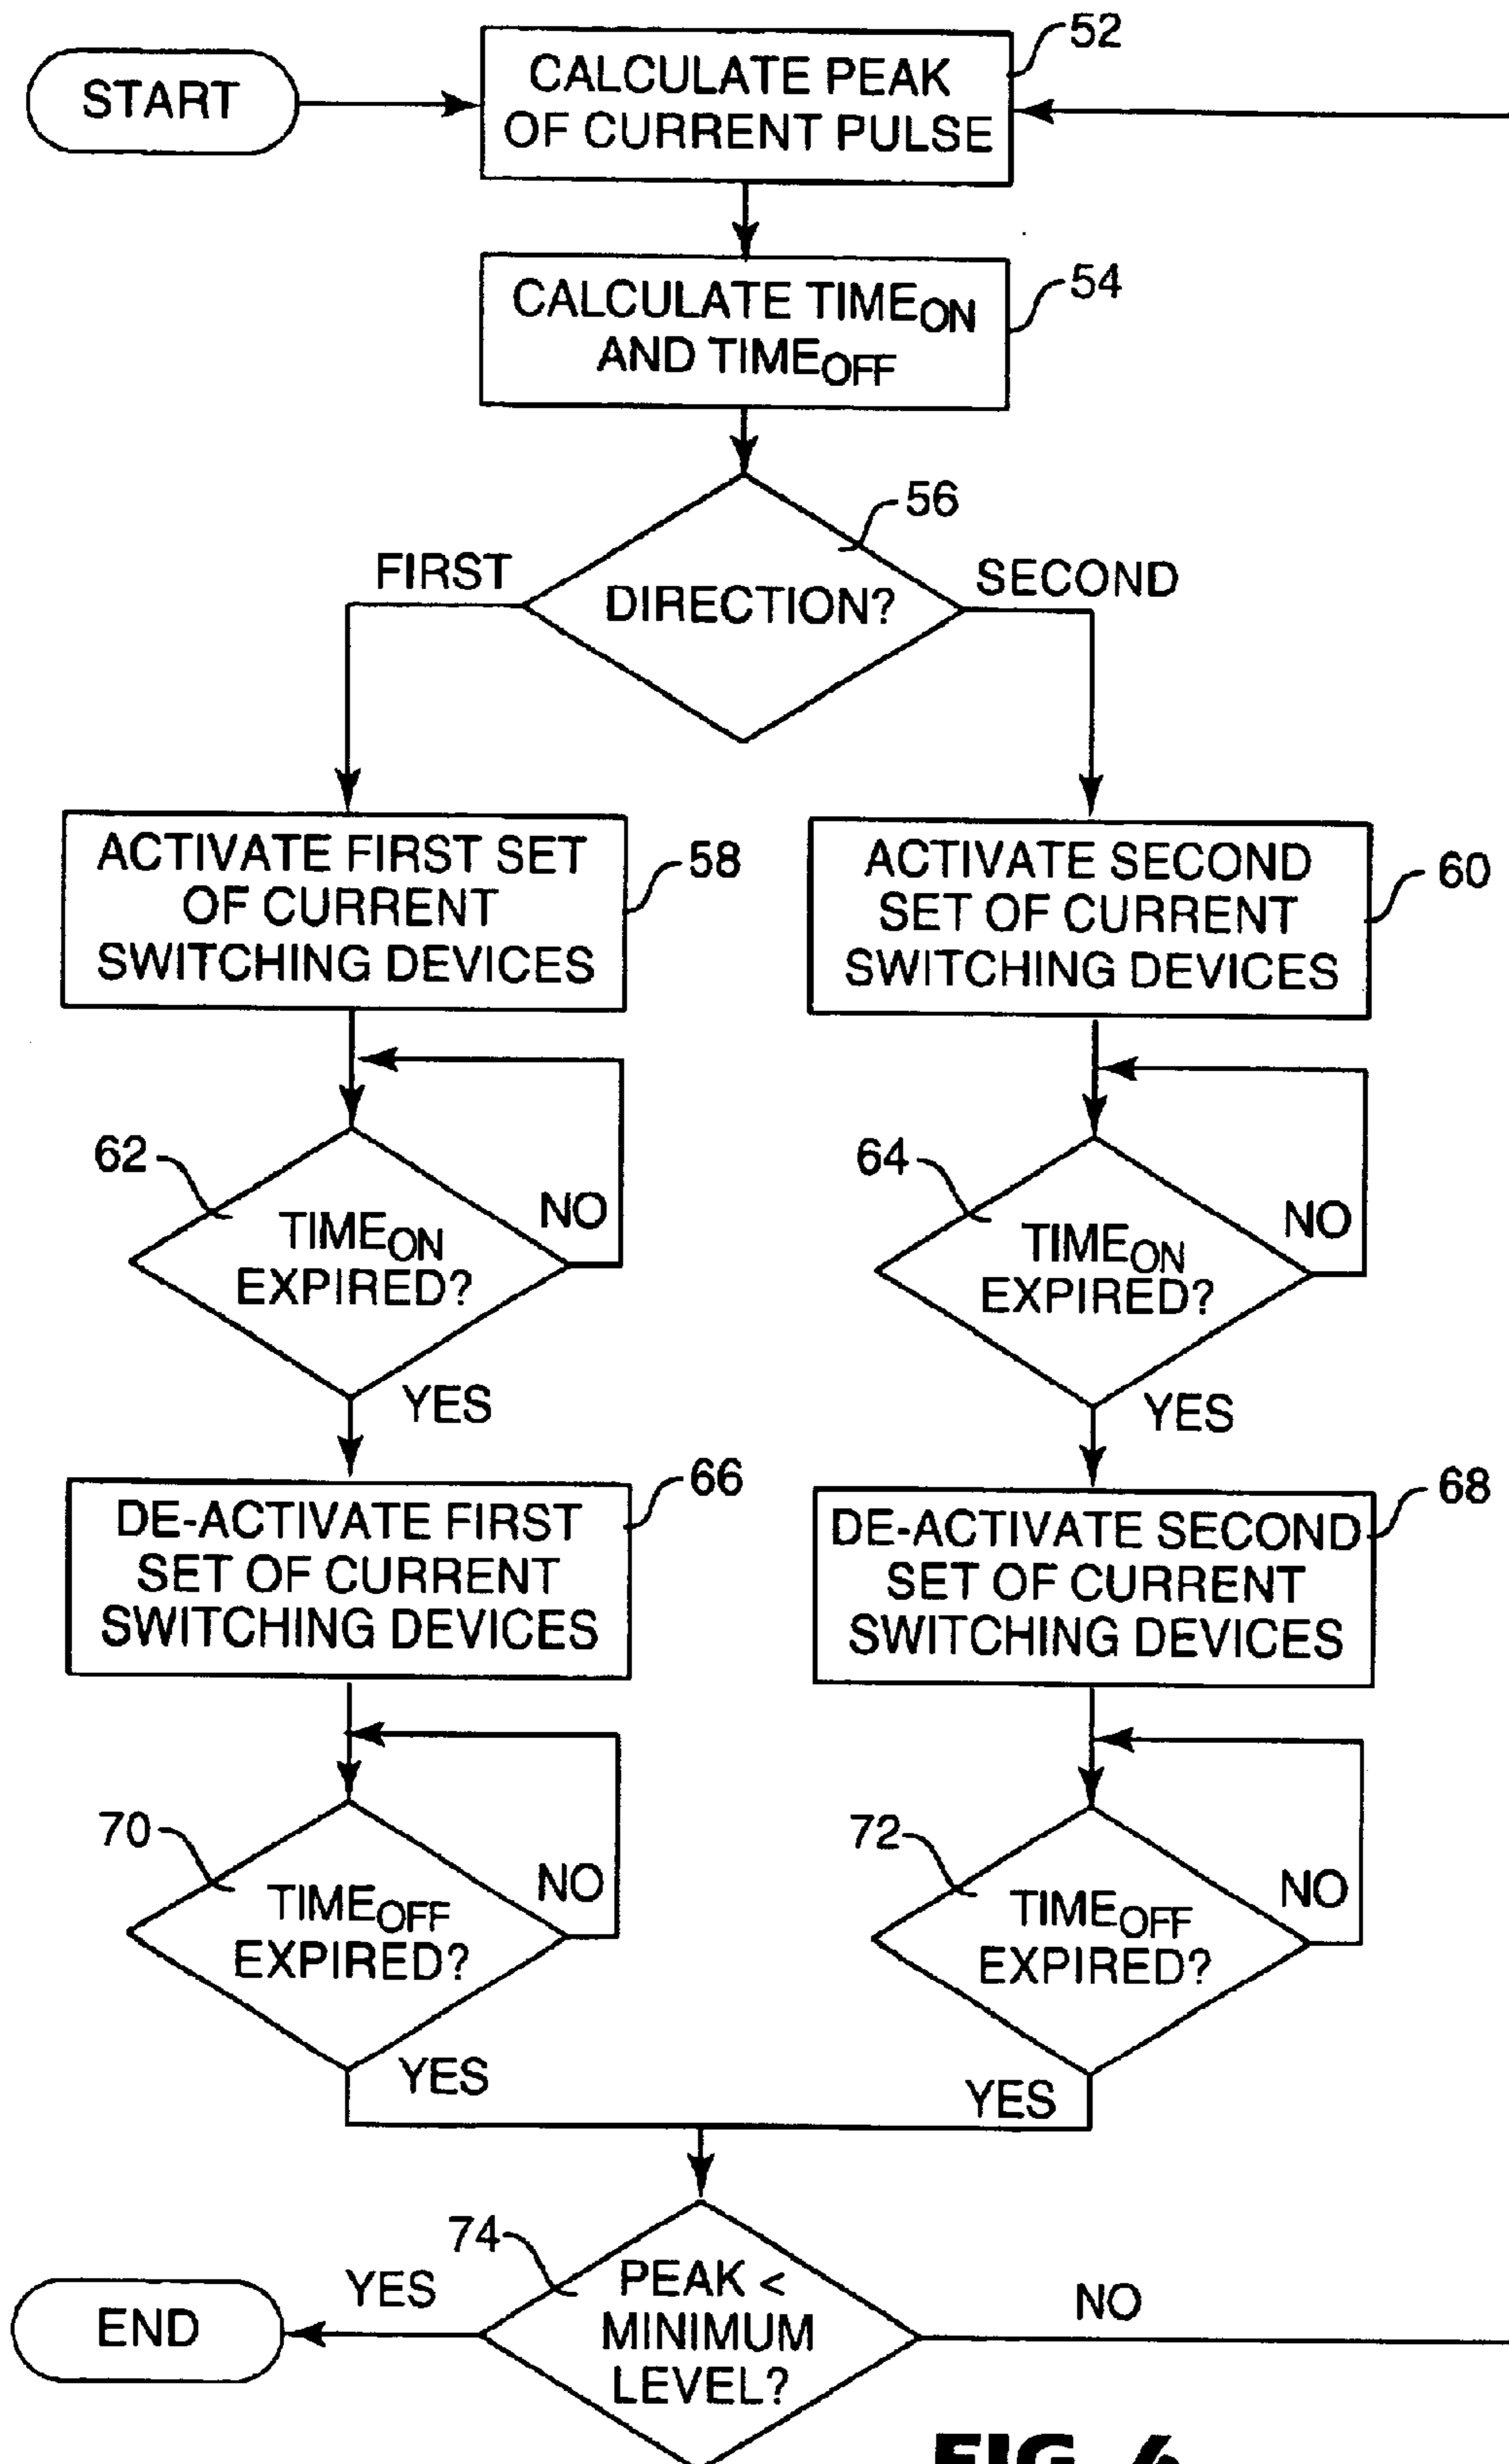 START
CALCULATE PEAK
OF CURRENT PULSE
52
CALCULATE TIMEON
AND TIMEOFF
54
56
FIRST
DIRECTION?
SECOND
ACTIVATE FIRST SET
OF CURRENT
SWITCHING DEVICES
58
ACTIVATE SECOND
SET OF CURRENT
SWITCHING DEVICES
60
62
TIMEON
EXPIRED?
NO
YES
64
TIMEON
EXPIRED?
NO
YES
DE-ACTIVATE FIRST
SET OF CURRENT
SWITCHING DEVICES
66
DE-ACTIVATE SECOND
SET OF CURRENT
SWITCHING DEVICES
68
70
TIMEOFF
EXPIRED?
NO
YES
72
TIMEOFF
EXPIRED?
NO
YES
74
PEAK <
MINIMUM
LEVEL?
YES
NO
END
FIG. 6